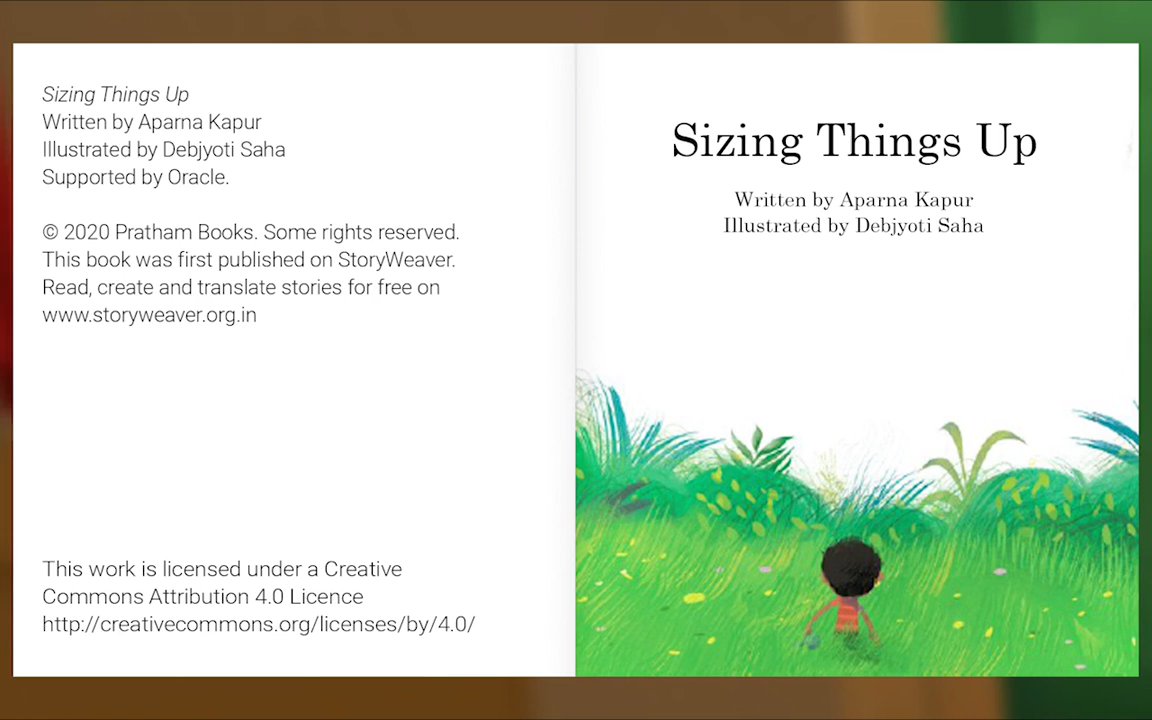 Sizing Things Up
Written by Aparna Kapur
Illustrated by Debjyoti Saha
Supported by Oracle.
© 2020 Pratham Books. Some rights reserved.
This book was first published on StoryWeaver.
Read, create and translate stories for free on
www.storyweaver.org.in
This work is licensed under a Creative
Commons Attribution 4.0 Licence
http://creativecommons.org/licenses/by/4.0/
Sizing Things Up
Written by Aparna Kapur
Illustrated by Debjyoti Saha